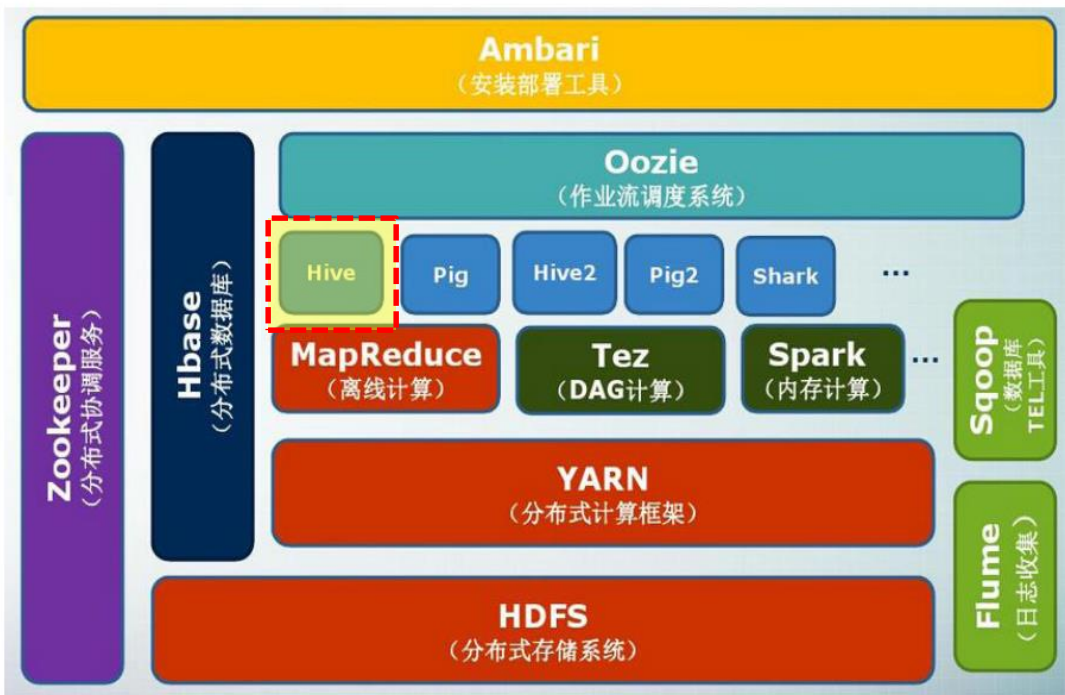 Ambari
（安装部署工具）
Zookeeper
（分布式协调服务）
Hbase
（分布式数据库）
Oozie
（作业流调度系统）
Hive
Pig
Hive2
Pig2
Shark
...
MapReduce
（离线计算）
Tez
（DAG计算）
Spark
（内存计算）
...
Sqoop
（数据库
TEL工具）
YARN
（分布式计算框架）
Flume
（日志收集）
HDFS
（分布式存储系统）